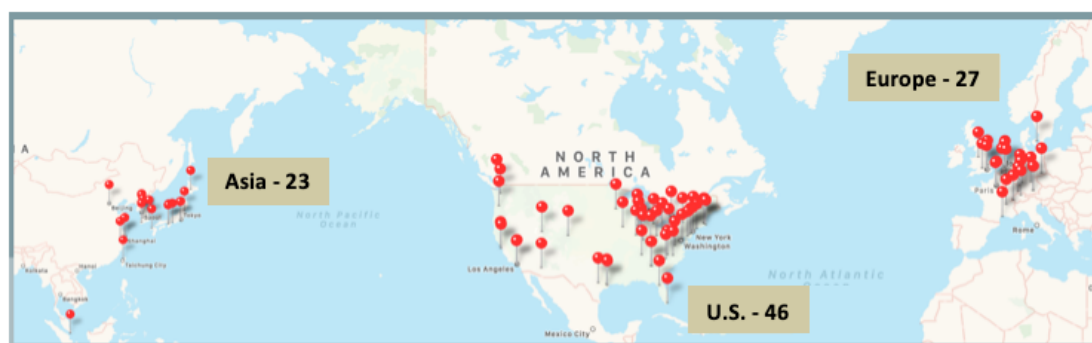 Europe - 27
NORTH
AMERICA
Asia - 23
Beijing
Tokyo
North Pacific
Ocean
Paris
Rome
New York
Washington
Shanghai
Los Angeles
Kolkata
Hanoi
Taichung City
North Atlantic
Bangkok
U.S. - 46
Mexico City